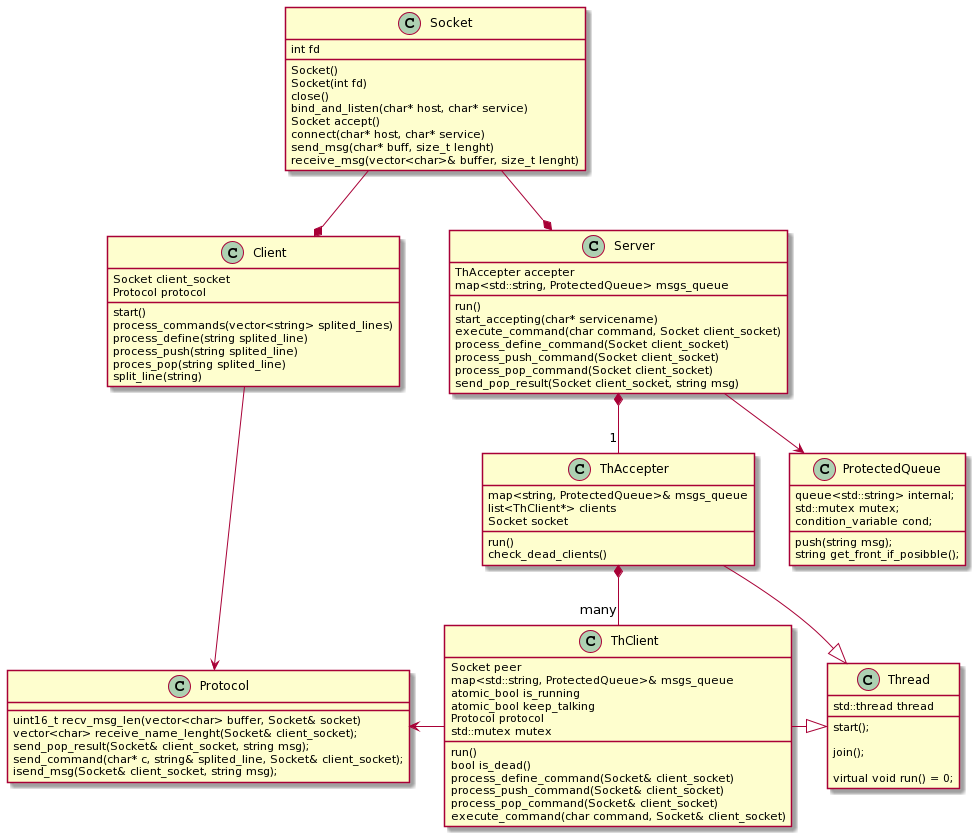 C Socket
int fd
Socket()
Socket(int fd)
close()
bind_and_listen(char* host, char* service)
Socket accept()
connect(char* host, char* service)
send_msg(char* buff, size_t lenght)
receive_msg(vector<char>& buffer, size_t lenght)
C Client
Socket client_socket
Protocol protocol
start()
process_commands(vector<string> splited_lines)
process_define(string splited_line)
process_push(string splited_line)
proces_pop(string splited_line)
split_line(string)
C Server
ThAccepter accepter
map<std::string, ProtectedQueue> msgs_queue
run()
start_accepting(char* servicename)
execute_command(char command, Socket client_socket)
process_define_command(Socket client_socket)
process_push_command(Socket client_socket)
process_pop_command(Socket client_socket)
send_pop_result(Socket client_socket, string msg)
1
C ThAccepter
map<string, ProtectedQueue>& msgs_queue
list<ThClient*> clients
Socket socket
run()
check_dead_clients()
C ProtectedQueue
queue<std::string> internal;
std::mutex mutex;
condition_variable cond;
push(string msg);
string get_front_if_posibble();
many
C Protocol
uint16_t recv_msg_len(vector<char> buffer, Socket& socket)
vector<char> receive_name_lenght(Socket& client_socket);
send_pop_result(Socket& client_socket, string msg);
send_command(char* c, string& splited_line, Socket& client_socket);
isend_msg(Socket& client_socket, string msg);
C ThClient
Socket peer
map<std::string, ProtectedQueue>& msgs_queue
atomic_bool is_running
atomic_bool keep_talking
Protocol protocol
std::mutex mutex
run()
bool is_dead()
process_define_command(Socket& client_socket)
process_push_command(Socket& client_socket)
process_pop_command(Socket& client_socket)
execute_command(char command, Socket& client_socket)
C Thread
std::thread thread
start();
join();
virtual void run() = 0;